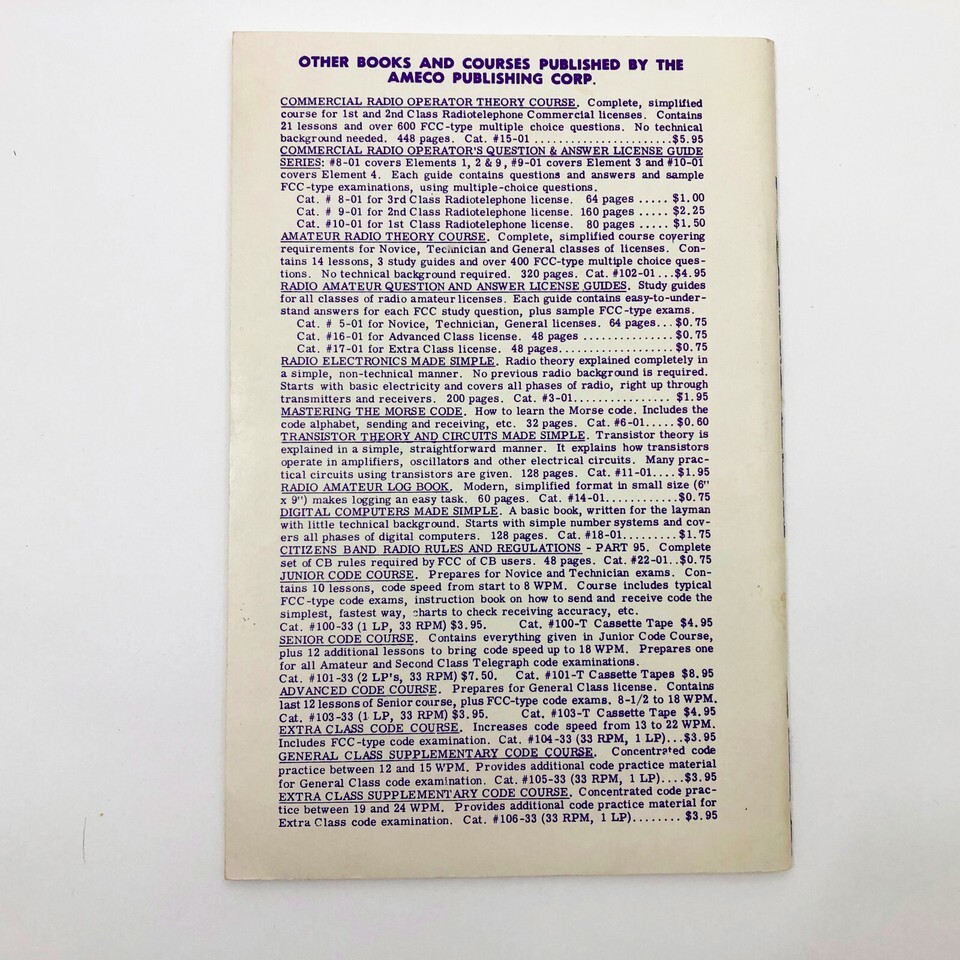 OTHER BOOKS AND COURSES PUBLISHED BY THE
AMECO PUBLISHING CORP.
COMMERCIAL RADIO OPERATOR THEORY COURSE. Complete, simplified
course for 1st and 2nd Class Radiotelephone Commercial licenses. Contains
21 lessons and over 600 FCC-type multiple choice questions. No technical
background needed. 448 pages. Cat. #15-01 .......................$5.95
COMMERCIAL RADIO OPERATOR'S QUESTION & ANSWER LICENSE GUIDE
SERIES: #8-01 covers Elements 1, 2 & 9, #9-01 covers Element 3 and #10-01
covers Element 4. Each guide contains questions and answers and sample
FCC-type examinations, using multiple-choice questions.
Cat. # 8-01 for 3rd Class Radiotelephone license. 64 pages ..... $1.00
Cat. # 9-01 for 2nd Class Radiotelephone license. 160 pages ..... $2.25
Cat. #10-01 for 1st Class Radiotelephone license. 80 pages ..... $1.50
AMATEUR RADIO THEORY COURSE. Complete, simplified course covering
requirements for Novice, Technician and General classes of licenses. Con-
tains 14 lessons, 3 study guides and over 400 FCC-type multiple choice ques-
tions. No technical background required. 320 pages. Cat. #102-01...$4.95
RADIO AMATEUR QUESTION AND ANSWER LICENSE GUIDES. Study guides
for all classes of radio amateur licenses. Each guide contains easy-to-under-
stand answers for each FCC study question, plus sample FCC-type exams.
Cat. # 5-01 for Novice, Technician, General licenses. 64 pages...$0.75
Cat. #16-01 for Advanced Class license. 48 pages ...............$0.75
Cat. #17-01 for Extra Class license. 48 pages...................$0.75
RADIO ELECTRONICS MADE SIMPLE. Radio theory explained completely in
a simple, non-technical manner. No previous radio background is required.
Starts with basic electricity and covers all phases of radio, right up through
transmitters and receivers. 200 pages. Cat. #3-01................ $1.95
MASTERING THE MORSE CODE. How to learn the Morse code. Includes the
code alphabet, sending and receiving, etc. 32 pages. Cat. #6-01.....$0.60
TRANSISTOR THEORY AND CIRCUITS MADE SIMPLE. Transistor theory is
explained in a simple, straightforward manner. It explains how transistors
operate in amplifiers, oscillators and other electrical circuits. Many prac-
tical circuits using transistors are given. 128 pages. Cat. #11-01....$1.95
RADIO AMATEUR LOG BOOK. Modern, simplified format in small size (6"
x 9") makes logging an easy task. 60 pages. Cat. #14-01............$0.75
DIGITAL COMPUTERS MADE SIMPLE. A basic book, written for the layman
with little technical background. Starts with simple number systems and cov-
ers all phases of digital computers. 128 pages. Cat. #18-01.........$1.75
CITIZENS BAND RADIO RULES AND REGULATIONS - PART 95. Complete
set of CB rules required by FCC of CB users. 48 pages. Cat. #22-01..$0.75
JUNIOR CODE COURSE. Prepares for Novice and Technician exams. Con-
tains 10 lessons, code speed from start to 8 WPM. Course includes typical
FCC-type code exams, instruction book on how to send and receive code the
simplest, fastest way, charts to check receiving accuracy, etc.
Cat. #100-33 (1 LP, 33 RPM) $3.95. Cat. #100-T Cassette Tape $4.95
SENIOR CODE COURSE. Contains everything given in Junior Code Course,
plus 12 additional lessons to bring code speed up to 18 WPM. Prepares one
for all Amateur and Second Class Telegraph code examinations.
Cat. #101-33 (2 LP's, 33 RPM) $7.50. Cat. #101-T Cassette Tapes $8.95
ADVANCED CODE COURSE. Prepares for General Class license. Contains
last 12 lessons of Senior course, plus FCC-type code exams. 8-1/2 to 18 WPM.
Cat. #103-33 (1 LP, 33 RPM) $3.95. Cat. #103-T Cassette Tape $4.95
EXTRA CLASS CODE COURSE. Increases code speed from 13 to 22 WPM.
Includes FCC-type code examination. Cat. #104-33 (33 RPM, 1 LP)...$3.95
GENERAL CLASS SUPPLEMENTARY CODE COURSE. Concentrated code
practice between 12 and 15 WPM. Provides additional code practice material
for General Class code examination. Cat. #105-33 (33 RPM, 1 LP)....$3.95
EXTRA CLASS SUPPLEMENTARY CODE COURSE. Concentrated code prac-
tice between 19 and 24 WPM. Provides additional code practice material for
Extra Class code examination. Cat. #106-33 (33 RPM, 1 LP)........ $3.95